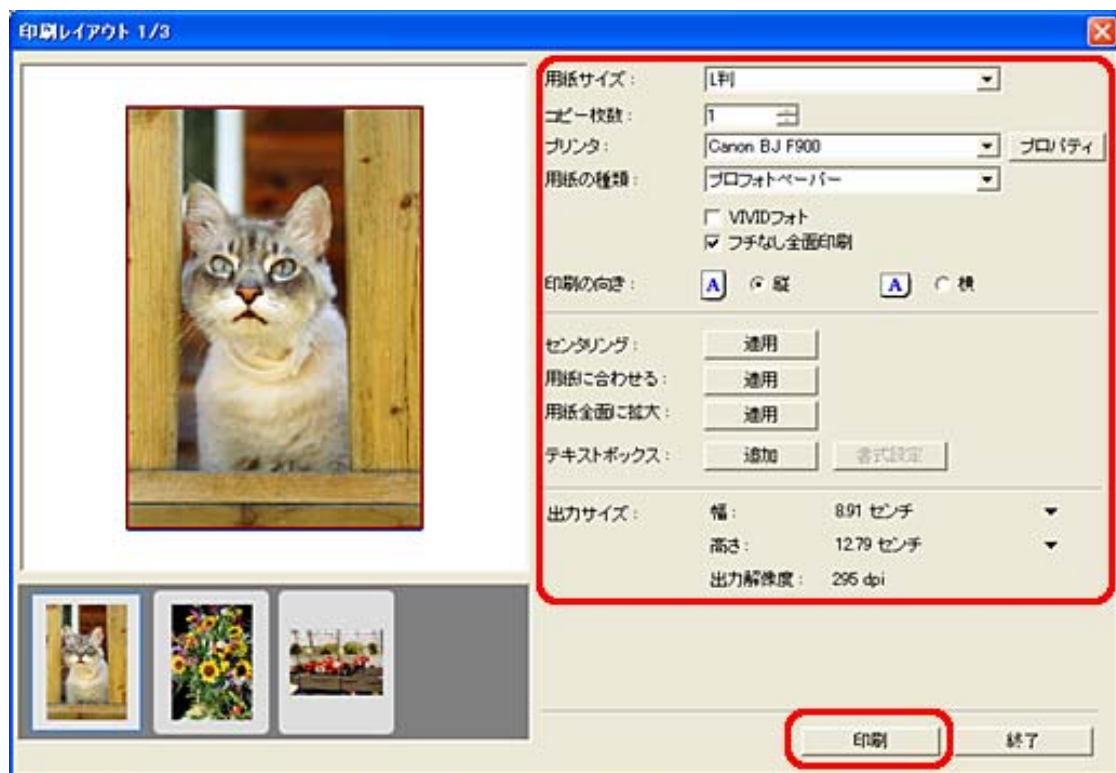 印刷レイアウト 1/3
用紙サイズ： L判
コピー枚数： 1
プリンタ： Canon BJ F900 プロパティ
用紙の種類： プロフォトペーパー
VIVIDフォト
フチなし全面印刷
印刷の向き： A 縦 A 横
センタリング： 適用
用紙に合わせる： 適用
用紙全面に拡大： 適用
テキストボックス： 追加 書式設定
出力サイズ： 幅： 8.91 センチ
高さ： 12.79 センチ
出力解像度： 295 dpi
印刷 終了